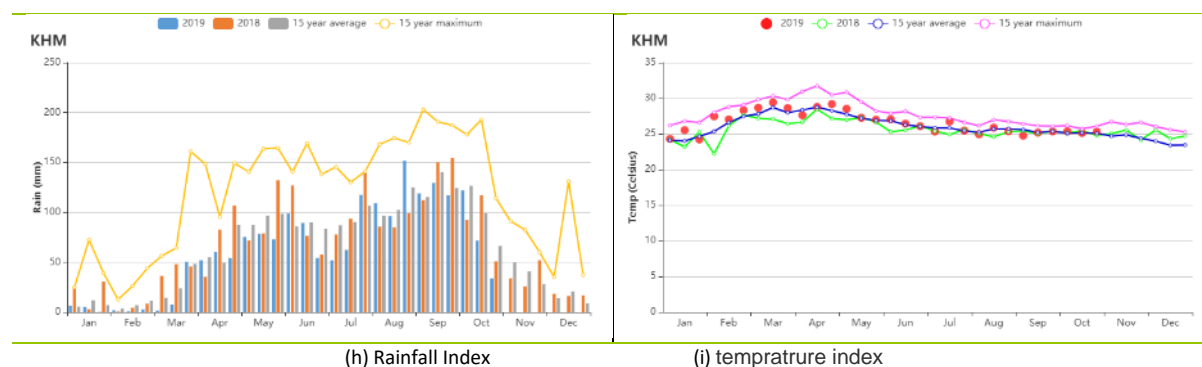 2019 2018 15 year average 15 year maximum
KHM
250
200
150
100
50
0
Rain (mm)
Jan Feb Mar Apr May Jun Jul Aug Sep Oct Nov Dec
(h) Rainfall Index
2019 2018 15 year average 15 year maximum
KHM
35
30
25
20
15
10
5
0
Temp (Celsius)
Jan Feb Mar Apr May Jun Jul Aug Sep Oct Nov Dec
(i) tempratrure index